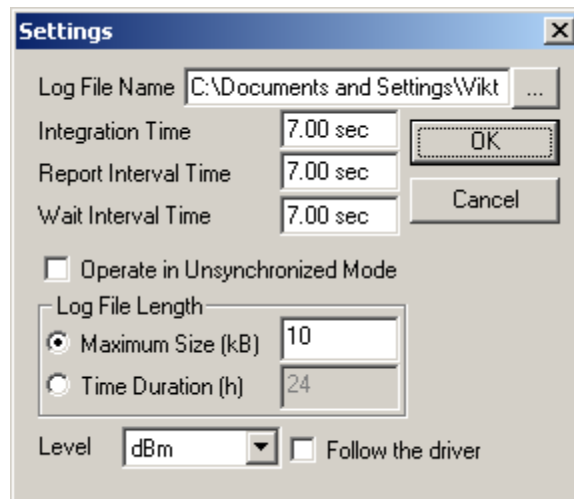 Settings
Log File Name C:\Documents and Settings\Vikt ...
Integration Time 7.00 sec OK
Report Interval Time 7.00 sec
Wait Interval Time 7.00 sec Cancel
Operate in Unsynchronized Mode
Log File Length
Maximum Size (kB) 10
Time Duration (h) 24
Level dBm Follow the driver